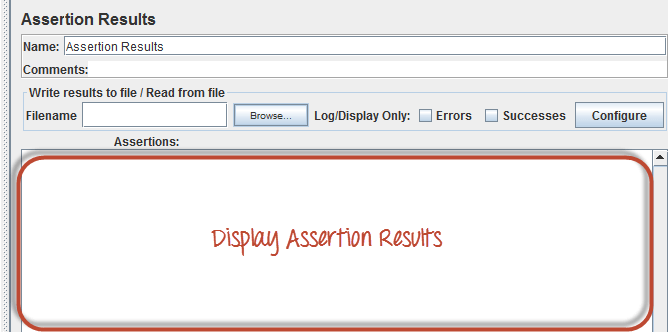 Assertion Results
Name: Assertion Results
Comments:
Write results to file / Read from file
Filename Browse... Log/Display Only: Errors Successes Configure
Assertions:
Display Assertion Results